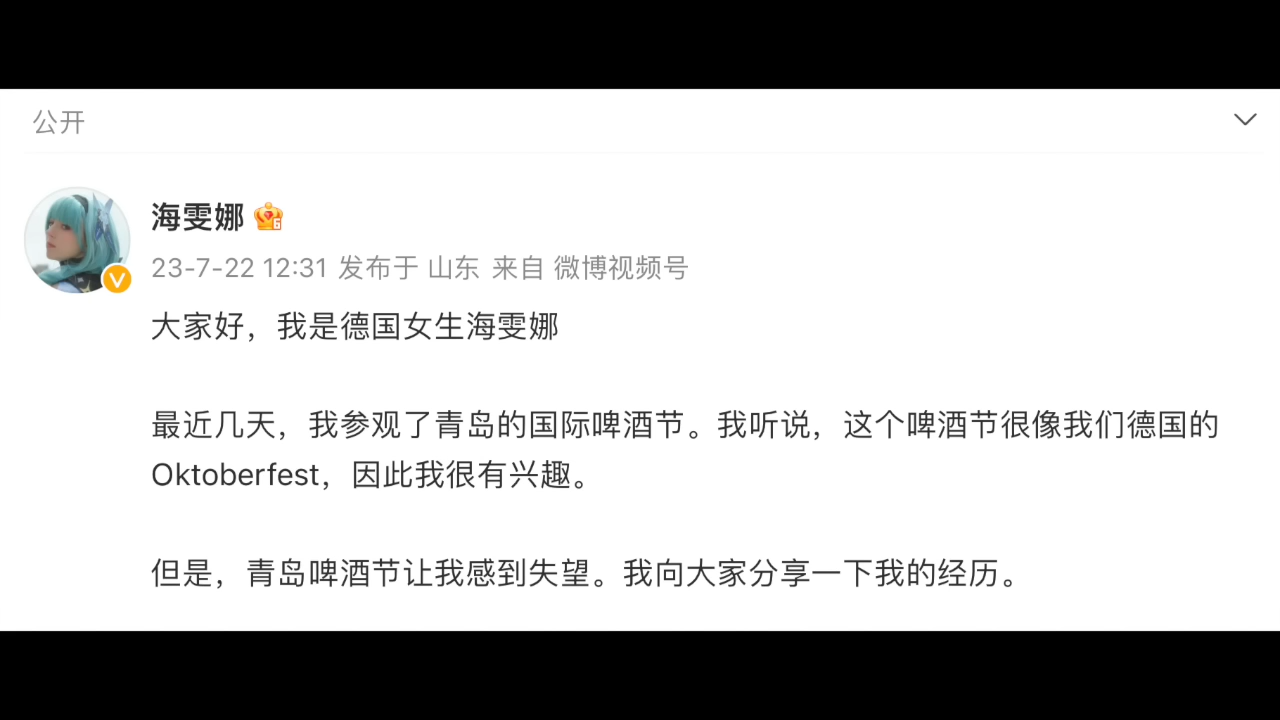 公开
海雯娜
6
V
23-7-22 12:31 发布于 山东 来自 微博视频号
大家好，我是德国女生海雯娜
最近几天，我参观了青岛的国际啤酒节。我听说，这个啤酒节很像我们德国的
Oktoberfest，因此我很有兴趣。
但是，青岛啤酒节让我感到失望。我向大家分享一下我的经历。